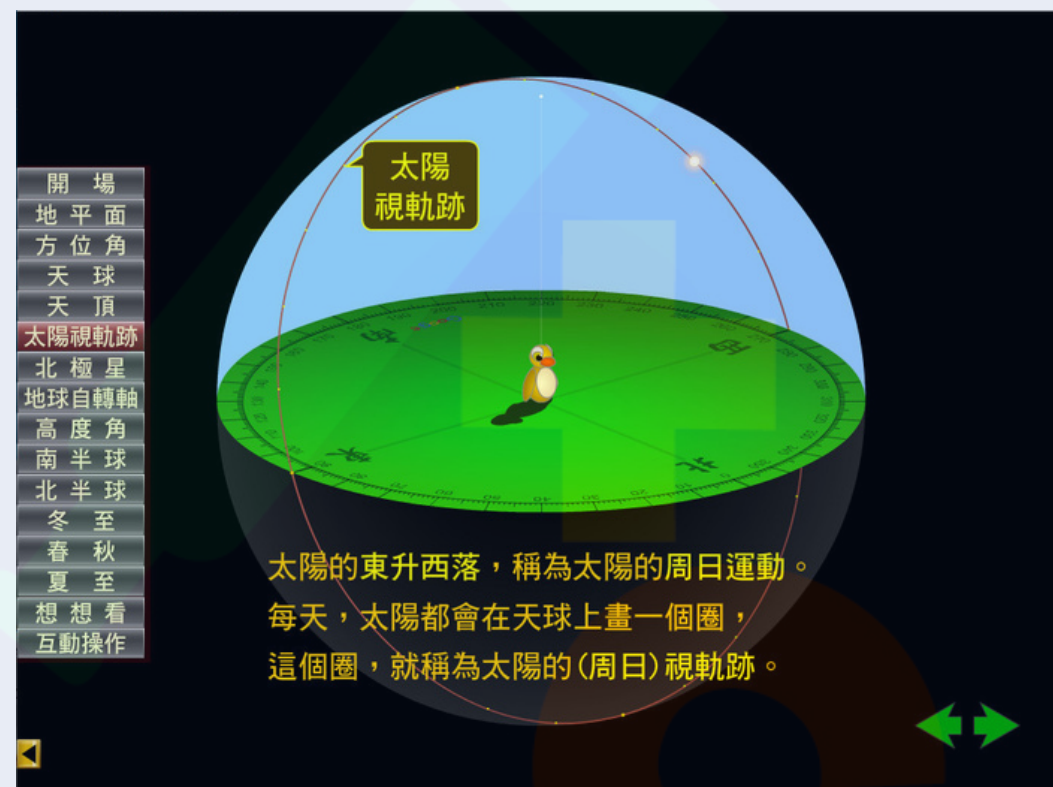 太陽
視軌跡
開場
地平面
方位角
天球
天頂
太陽視軌跡
北極星
地球自轉軸
高度角
南半球
北半球
冬至
春秋
夏至
想想看
互動操作
南
西
東
北
太陽的東升西落，稱為太陽的周日運動。
每天，太陽都會在天球上畫一個圈，
這個圈，就稱為太陽的(周日)視軌跡。